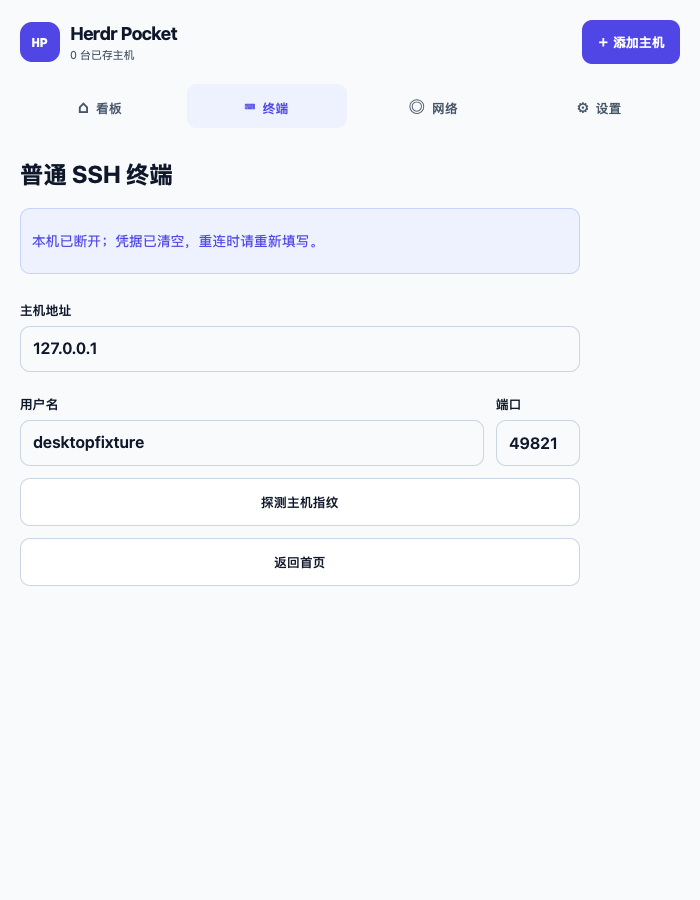 HP
Herdr Pocket
0 台已存主机
+ 添加主机
看板
终端
网络
设置
普通 SSH 终端
本机已断开；凭据已清空，重连时请重新填写。
主机地址
127.0.0.1
用户名
端口
desktopfixture
49821
探测主机指纹
返回首页